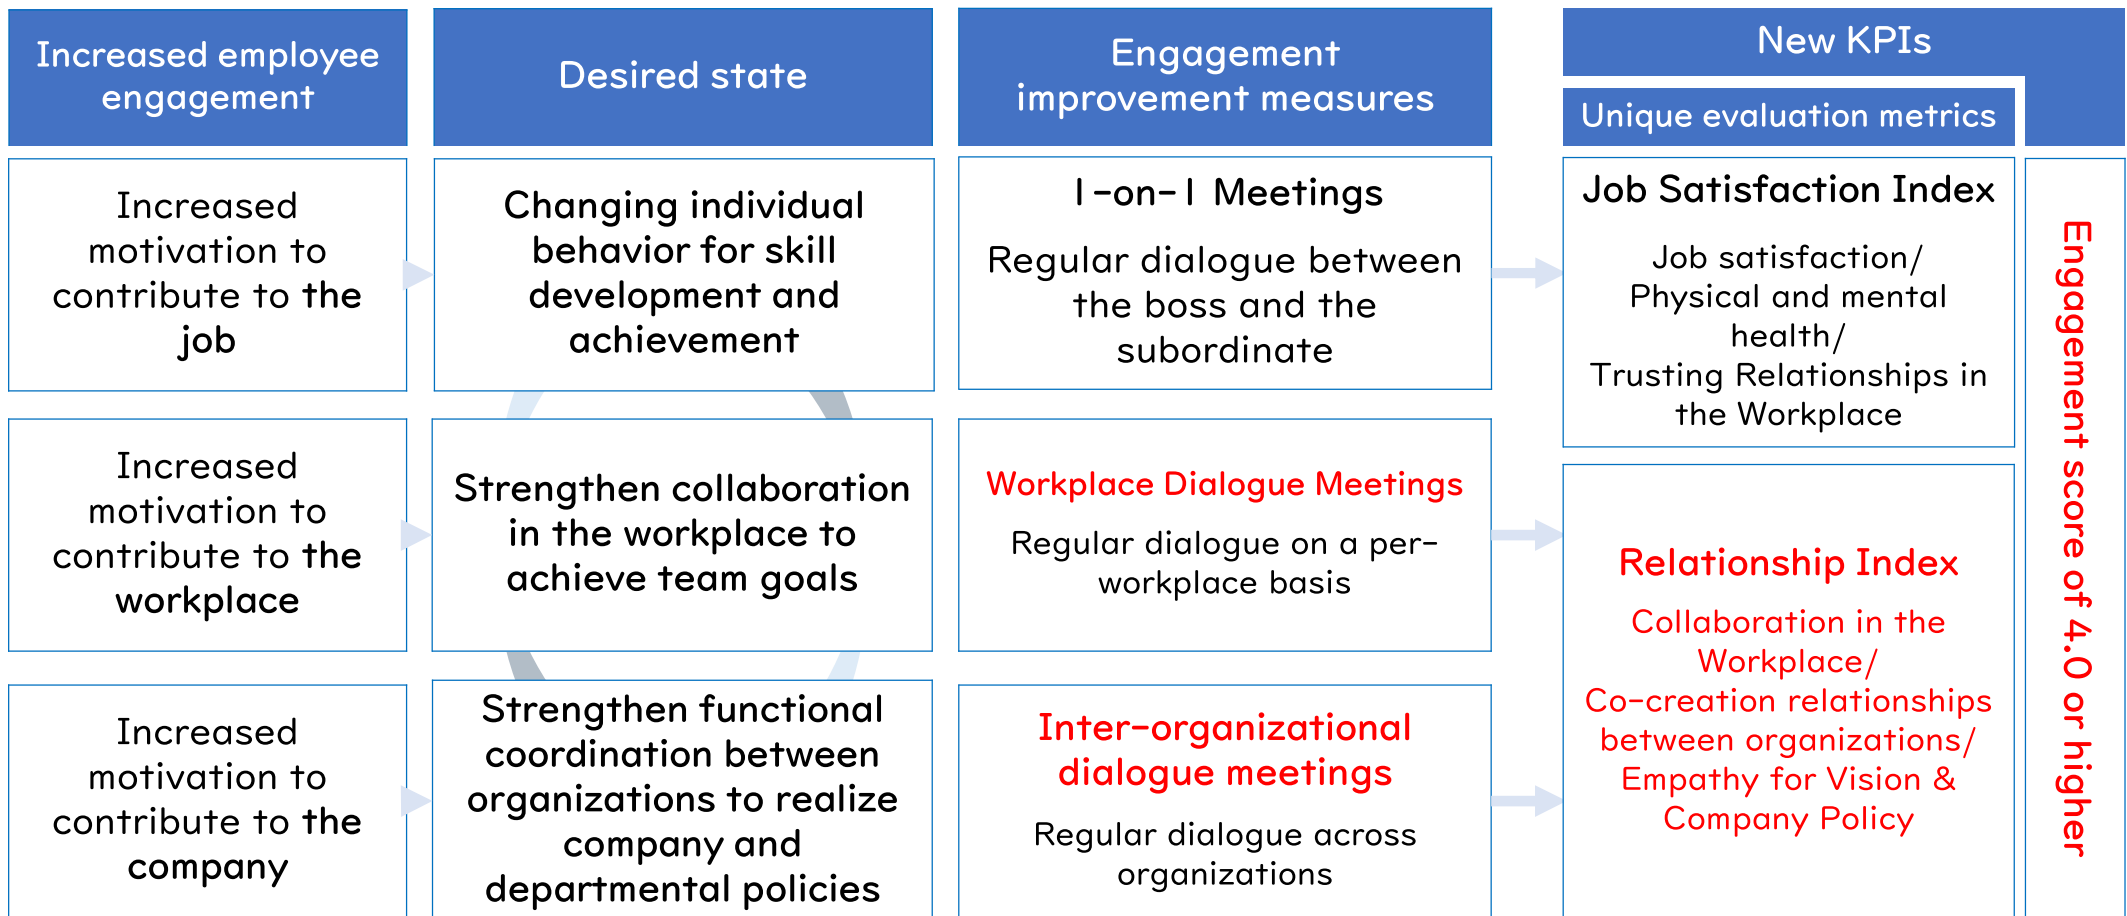 Increased employee
engagement
Desired state
Engagement
improvement measures
New KPIs
Unique evaluation metrics
Increased
motivation to
contribute to the
job
Changing individual
behavior for skill
development and
achievement
1-on-1 Meetings
Regular dialogue between
the boss and the
subordinate
Job Satisfaction Index
Job satisfaction/
Physical and mental
health/
Trusting Relationships in
the Workplace
Increased
motivation to
contribute to the
workplace
Strengthen collaboration
in the workplace to
achieve team goals
Workplace Dialogue Meetings
Regular dialogue on a per-
workplace basis
Relationship Index
Collaboration in the
Workplace/
Co-creation relationships
between organizations/
Empathy for Vision &
Company Policy
Increased
motivation to
contribute to the
company
Strengthen functional
coordination between
organizations to realize
company and
departmental policies
Inter-organizational
dialogue meetings
Regular dialogue across
organizations
Engagement score of 4.0 or higher